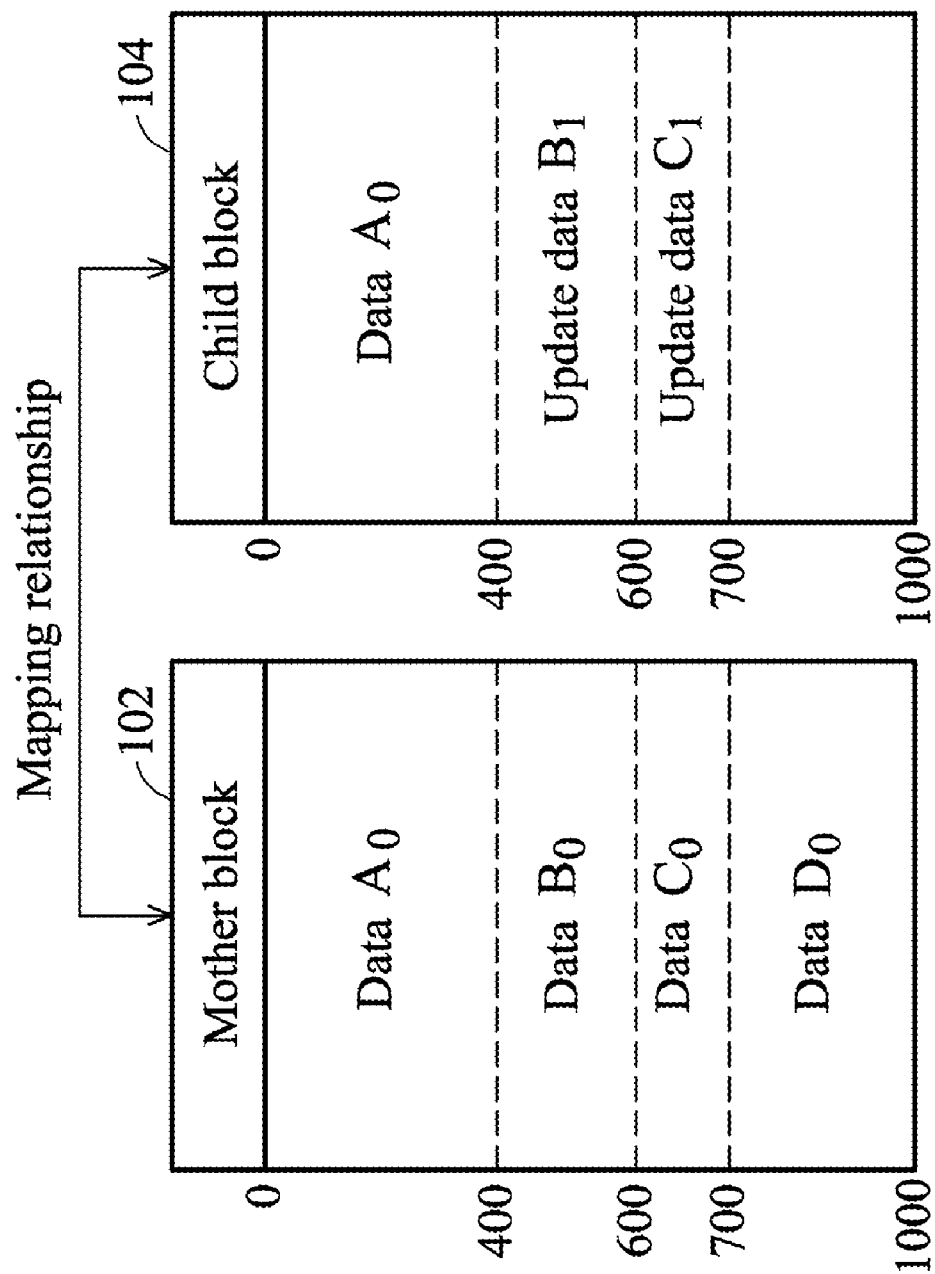 Mapping relationship
102
Mother block
0
Data A0
400
Data B0
600
Data C0
700
Data D0
1000
104
Child block
0
Data A0
400
Update data B1
600
Update data C1
700
1000